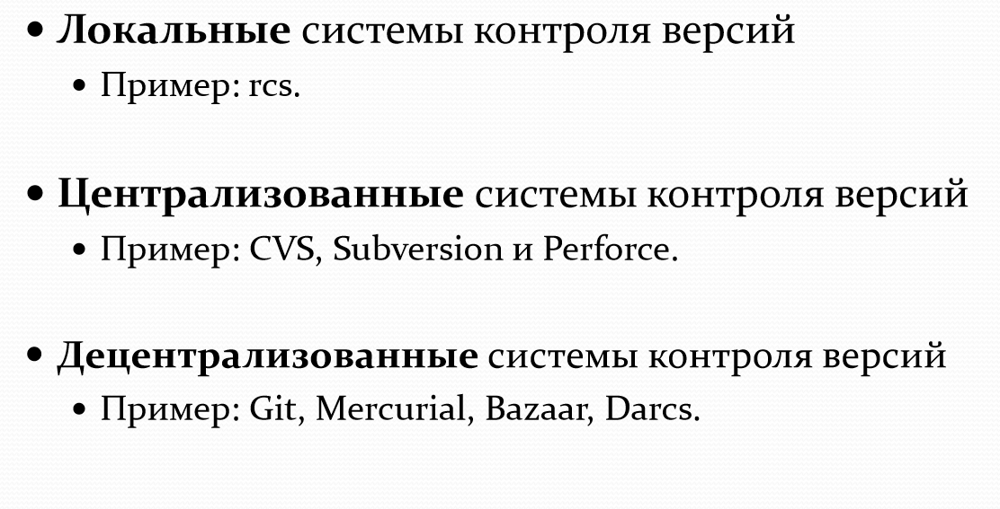 • Локальные системы контроля версий
• Пример: rcs.
• Централизованные системы контроля версий
• Пример: CVS, Subversion и Perforce.
• Децентрализованные системы контроля версий
• Пример: Git, Mercurial, Bazaar, Darcs.